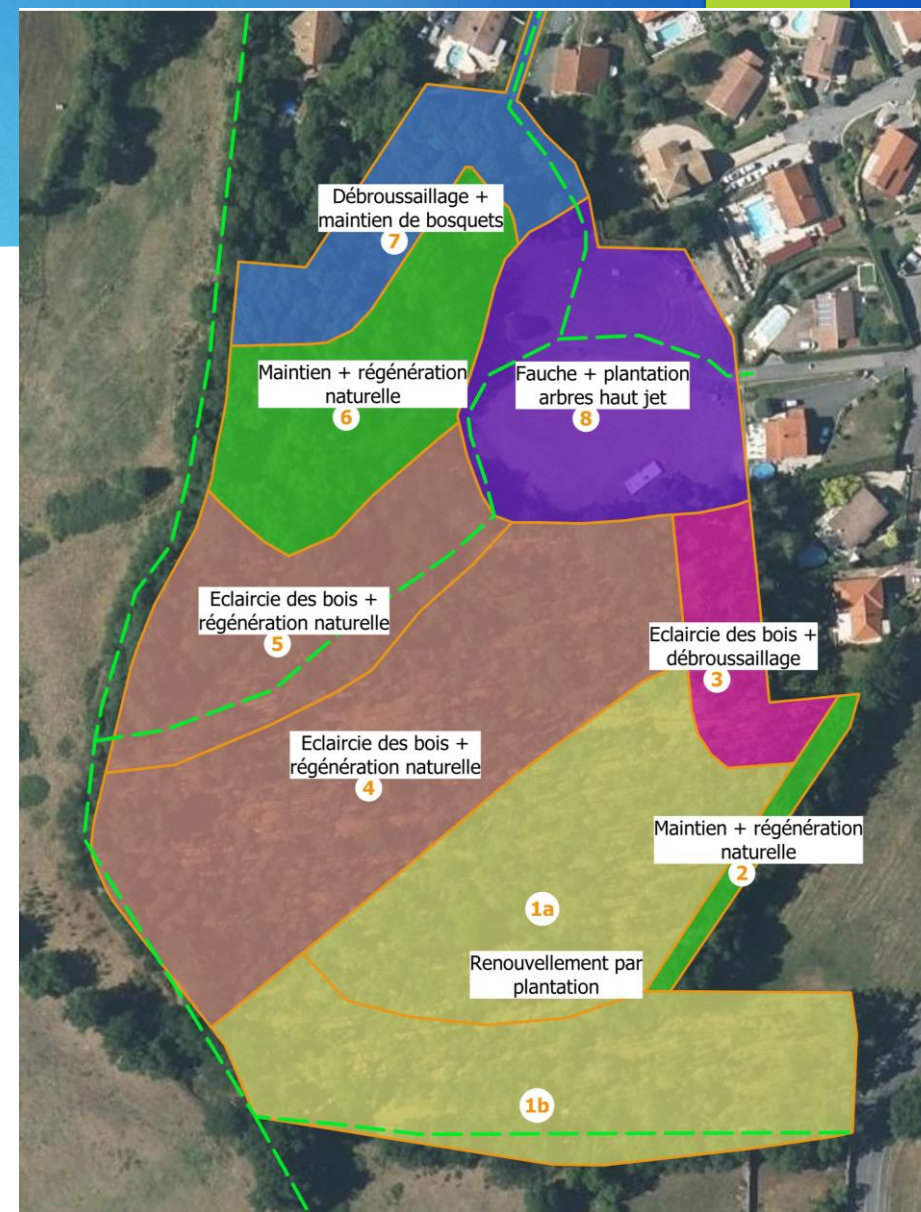 Débroussaillage +
maintien de bosquets
7
Maintien + régénération
naturelle
6
Fauche + plantation
arbres haut jet
8
Eclaircie des bois +
régénération naturelle
5
Eclaircie des bois +
débroussaillage
3
Eclaircie des bois +
régénération naturelle
4
Maintien + régénération
naturelle
2
1a
Renouvellement par
plantation
1b